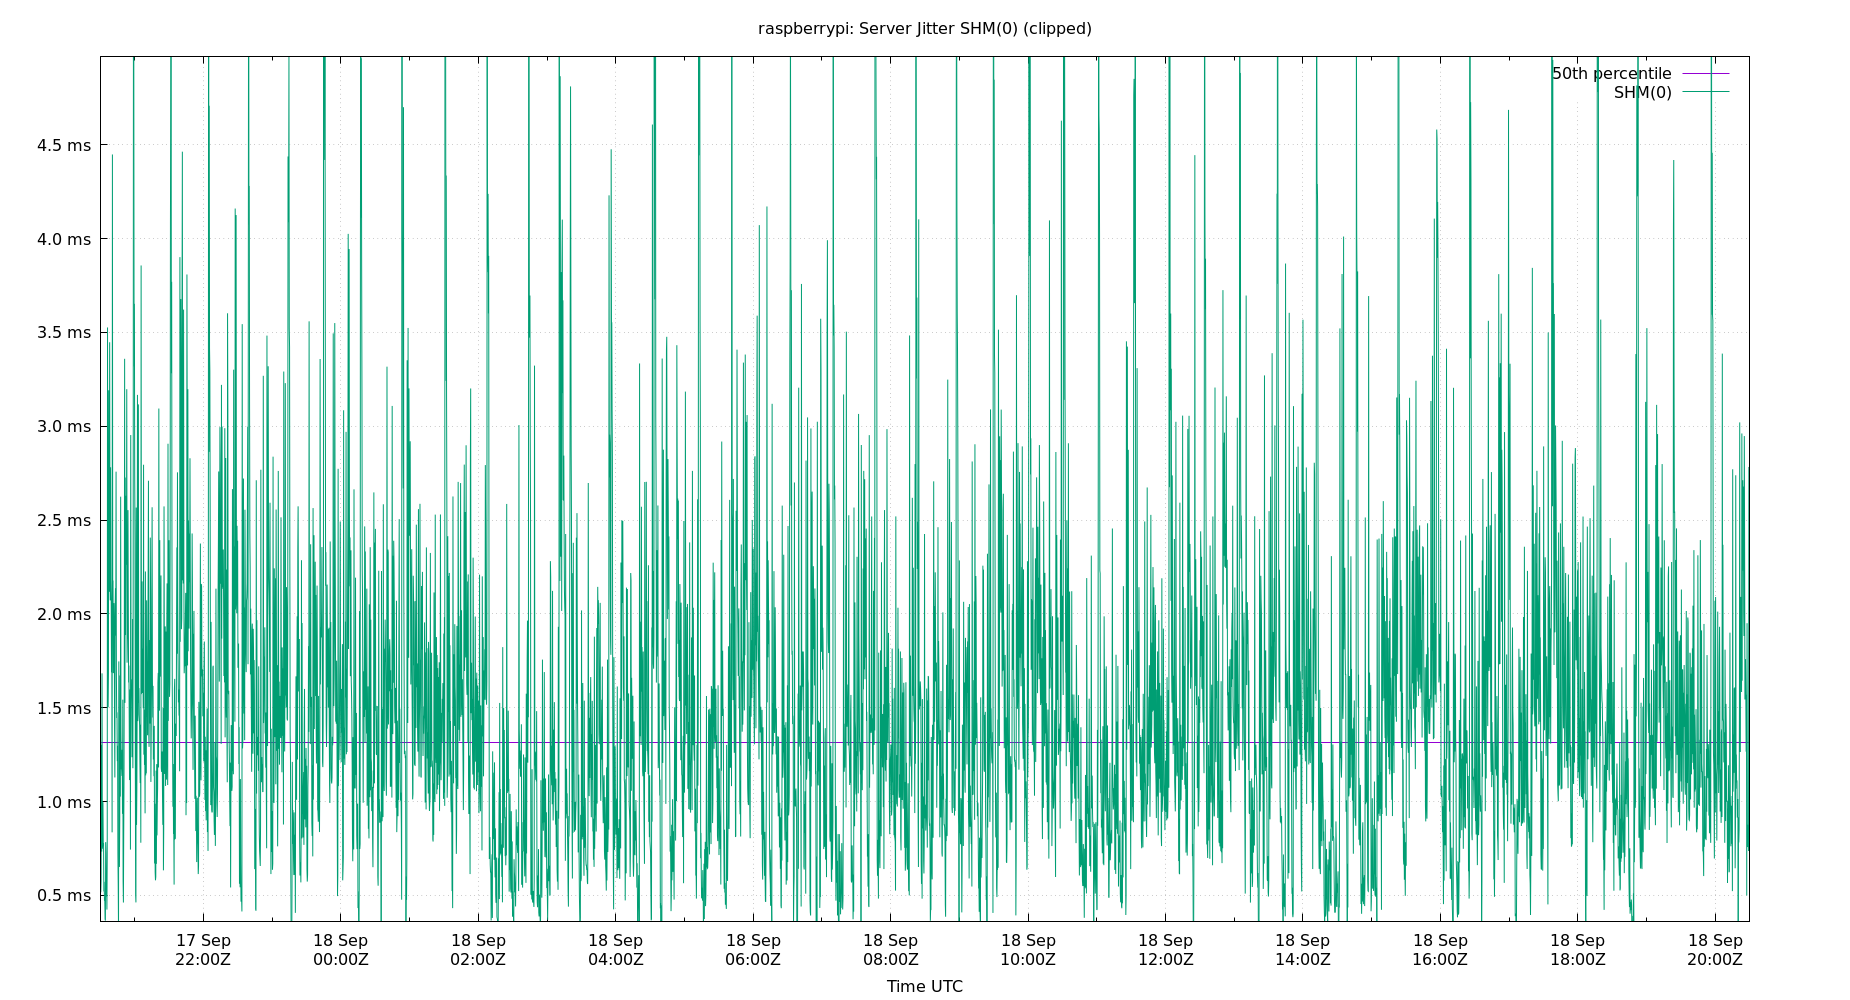 raspberrypi: Server Jitter SHM(0) (clipped)
50th percentile
SHM(0)
4.5 ms
4.0 ms
3.5 ms
3.0 ms
2.5 ms
2.0 ms
1.5 ms
1.0 ms
0.5 ms
17 Sep 18 Sep 18 Sep 18 Sep 18 Sep 18 Sep 18 Sep 18 Sep 18 Sep 18 Sep 18 Sep 18 Sep
22:00Z 00:00Z 02:00Z 04:00Z 06:00Z 08:00Z 10:00Z 12:00Z 14:00Z 16:00Z 18:00Z 20:00Z
Time UTC